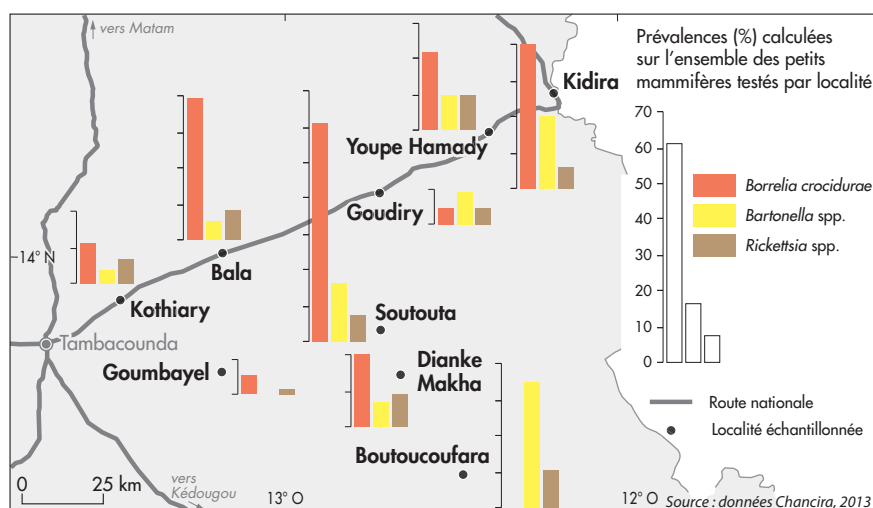 vers Matam
Prévalences (%) calculées
sur l'ensemble des petits
mammifères testés par localité
70
60
50
40
30
20
10
0
Borrelia crocidurae
Bartonella spp.
Rickettsia spp.
Route nationale
Localité échantillonnée
Kidira
Youpe Hamady
Goudiry
14° N
Bala
Kothiary
Soutouta
Tambacounda
Goumbayel
Dianke
Makha
Boutoucoufara
vers
Kédougou
0 25 km
13° O
12° O
Source : données Chancira, 2013